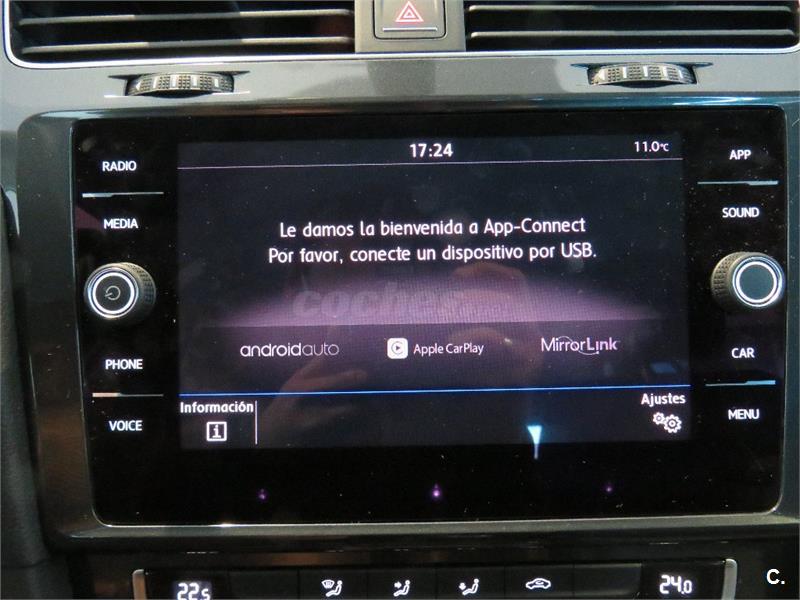 17:24
11.0°C
RADIO
APP
MEDIA
SOUND
Le damos la bienvenida a App-Connect
Por favor, conecte un dispositivo por USB.
coches
androidauto
Apple CarPlay
MirrorLink
PHONE
CAR
Información
Ajustes
VOICE
MENU
22.5
24.0
C.